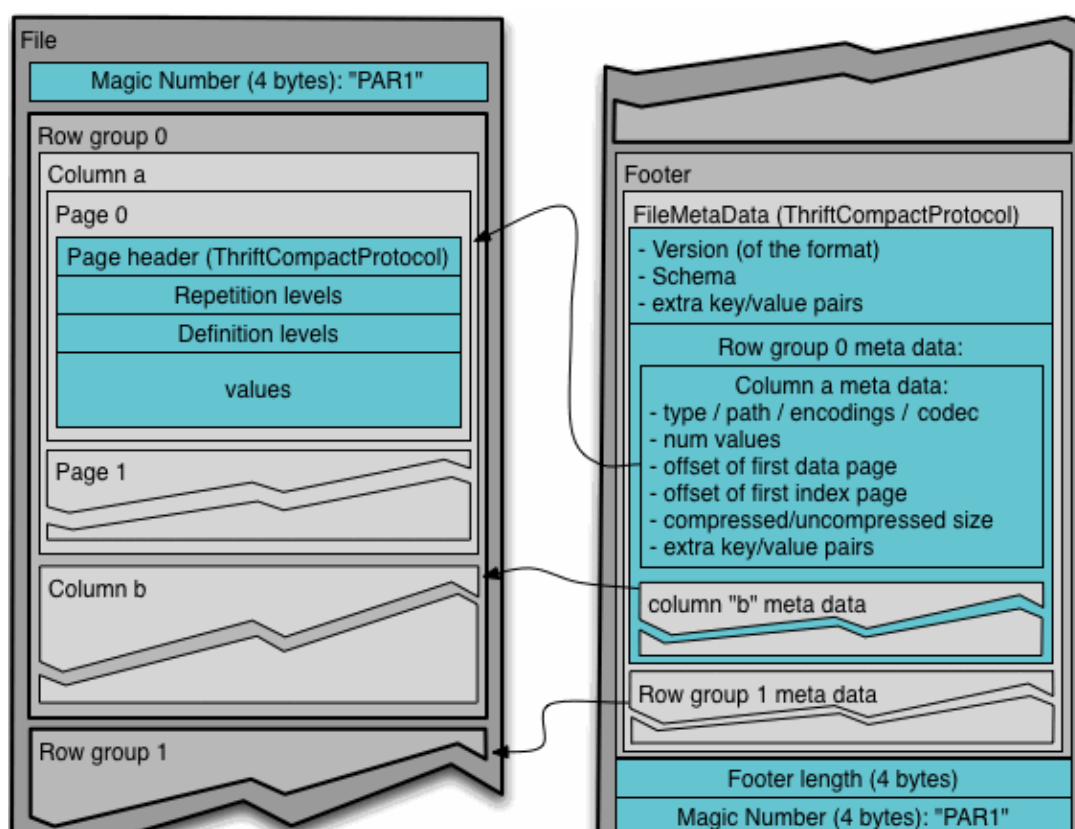 File
Magic Number (4 bytes): "PAR1"
Row group 0
Column a
Page 0
Page header (ThriftCompactProtocol)
Repetition levels
Definition levels
values
Page 1
Column b
Row group 1
Footer
FileMetaData (ThriftCompactProtocol)
- Version (of the format)
- Schema
- extra key/value pairs
Row group 0 meta data:
Column a meta data:
- type / path / encodings / codec
- num values
- offset of first data page
- offset of first index page
- compressed/uncompressed size
- extra key/value pairs
column "b" meta data
Row group 1 meta data
Footer length (4 bytes)
Magic Number (4 bytes): "PAR1"